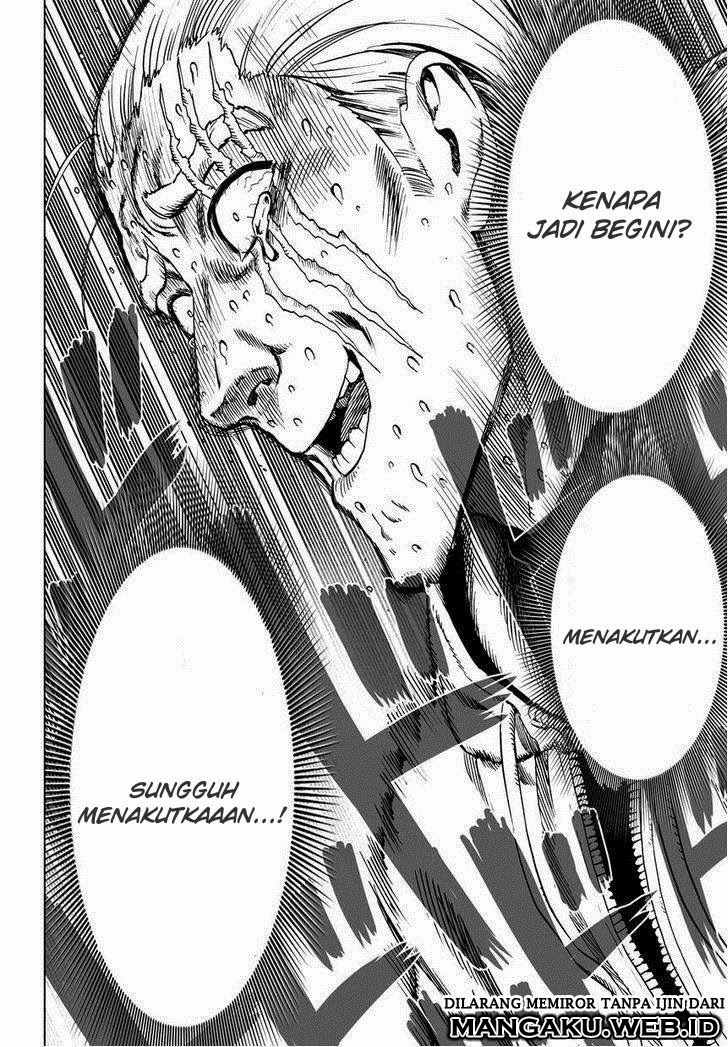 KENAPA
JADI BEGINI?
MENAKUTKAN...
SUNGGUH
MENAKUTKAAAN...!
DILARANG MEMIROR TANPA IJIN DARI
MANGAKU.WEB.ID